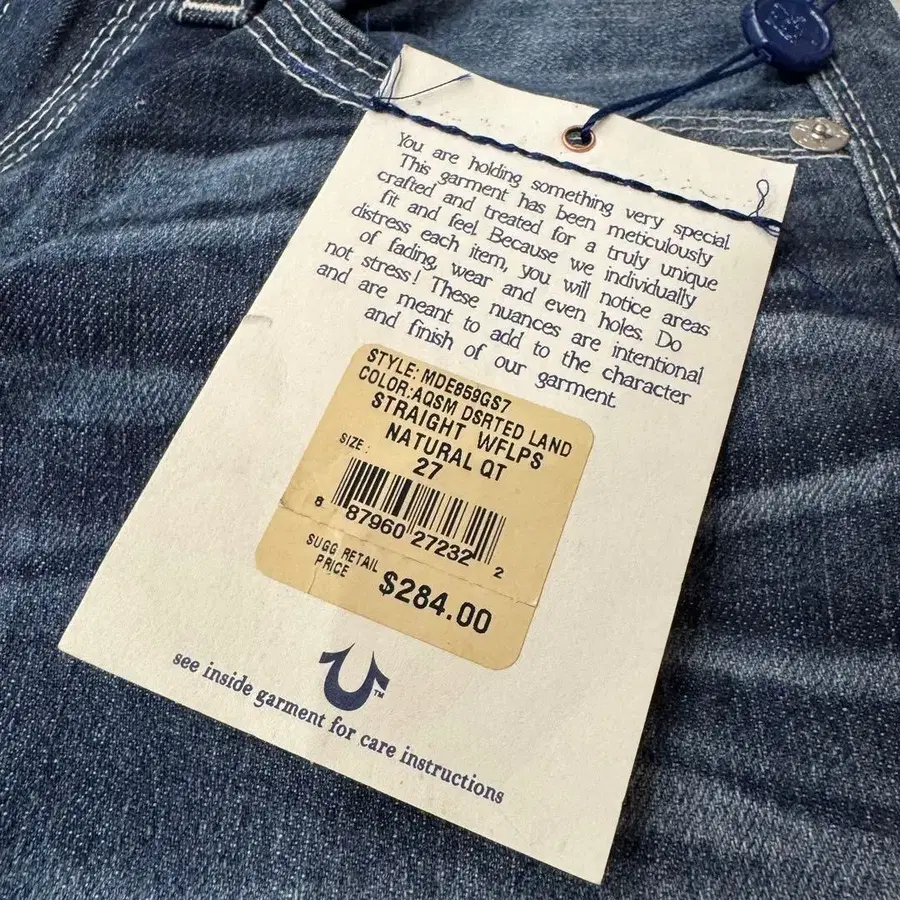 You are holding something very special.
This garment has been meticulously
crafted and treated for a truly unique
fit and feel. Because we individually
distress each item, you will notice areas
of fading, wear and even holes. Do
not stress! These nuances are intentional
and are meant to add to the character
and finish of our garment
STYLE: MDE859GS7
COLOR:AQSM DSRTED LAND
STRAIGHT WFLPS
NATURAL QT
SIZE: 27
8 87960 27232 2
SUGG RETAIL
PRICE $284.00
TM
see inside garment for care instructions